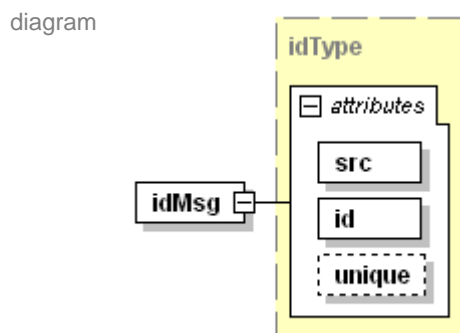 diagram
idType
attributes
src
idMsg
id
unique